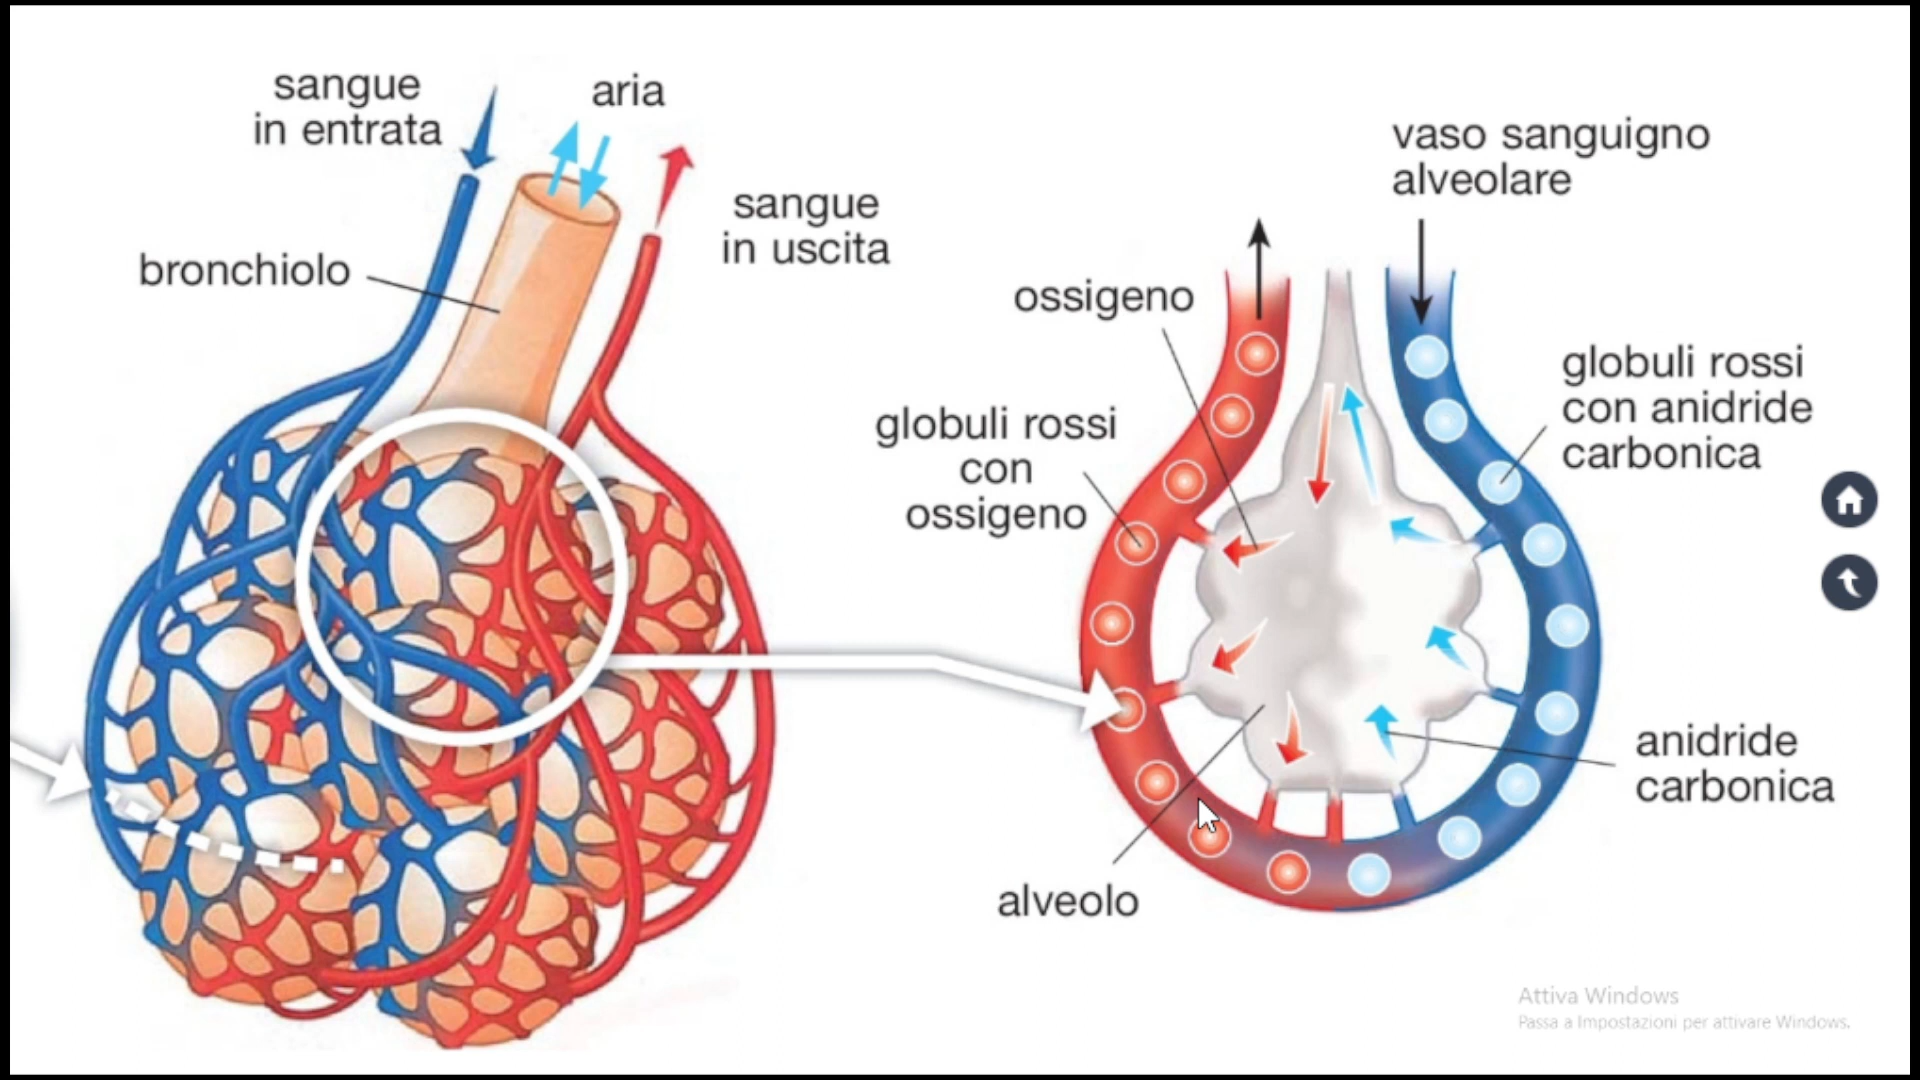 sangue
in entrata
aria
sangue
in uscita
bronchiolo
vaso sanguigno
alveolare
ossigeno
globuli rossi
con
ossigeno
globuli rossi
con anidride
carbonica
anidride
carbonica
alveolo
Attiva Windows
Passa a Impostazioni per attivare Windows.